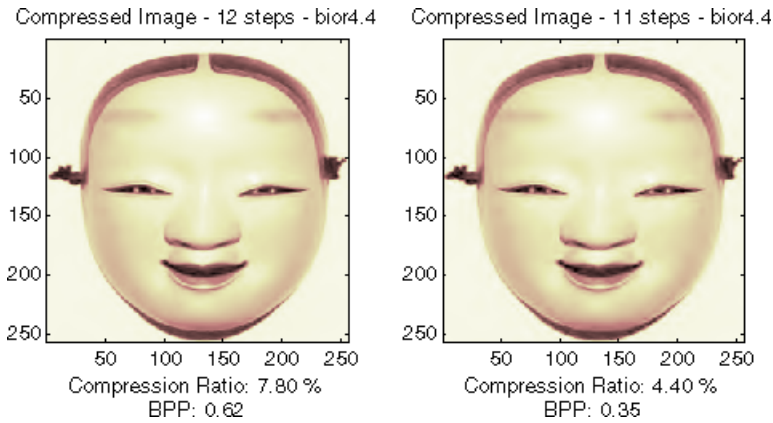 Compressed Image - 12 steps - bior4.4
50
100
150
200
250
50 100 150 200 250
Compression Ratio: 7.80 %
BPP: 0.62
Compressed Image - 11 steps - bior4.4
50
100
150
200
250
50 100 150 200 250
Compression Ratio: 4.40 %
BPP: 0.35